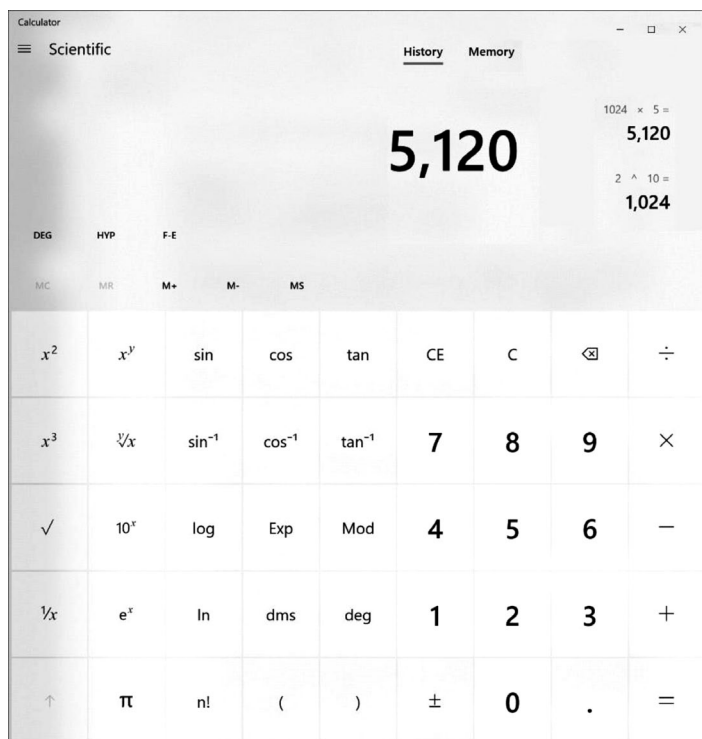 Calculator
Scientific
History Memory
1024 × 5 =
5,120
5,120
2 ^ 10 =
1,024
DEG HYP F-E
MC MR M+ M- MS
x² xʸ sin cos tan CE C ÷
x³ ʸ√x sin⁻¹ cos⁻¹ tan⁻¹ 7 8 9 ×
√ 10ˣ log Exp Mod 4 5 6 −
¹/x eˣ ln dms deg 1 2 3 +
↑ π n! ( ) ± 0 . =